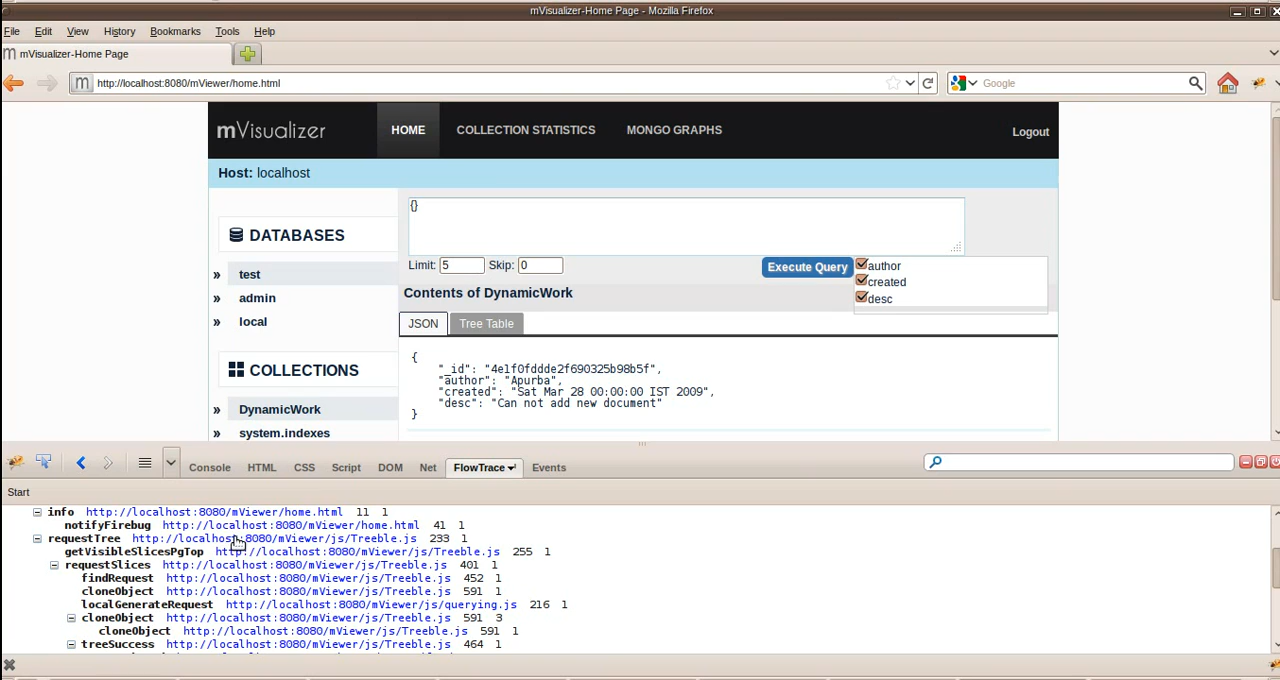 mVisualizer-Home Page - Mozilla Firefox
File Edit View History Bookmarks Tools Help
m mVisualizer-Home Page
m http://localhost:8080/mViewer/home.html Google
mVisualizer HOME COLLECTION STATISTICS MONGO GRAPHS Logout
Host: localhost
{}
DATABASES
» test
» admin
» local
COLLECTIONS
» DynamicWork
» system.indexes
Limit: 5 Skip: 0 Execute Query
author
created
desc
Contents of DynamicWork
JSON Tree Table
{
"_id": "4e1f0fddde2f690325b98b5f",
"author": "Apurba",
"created": "Sat Mar 28 00:00:00 IST 2009",
"desc": "Can not add new document"
}
Console HTML CSS Script DOM Net FlowTrace Events
Start
info http://localhost:8080/mViewer/home.html 11 1
notifyFirebug http://localhost:8080/mViewer/home.html 41 1
requestTree http://localhost:8080/mViewer/js/Treeble.js 233 1
getVisibleSlicesPgTop http://localhost:8080/mViewer/js/Treeble.js 255 1
requestSlices http://localhost:8080/mViewer/js/Treeble.js 401 1
findRequest http://localhost:8080/mViewer/js/Treeble.js 452 1
cloneObject http://localhost:8080/mViewer/js/Treeble.js 591 1
localGenerateRequest http://localhost:8080/mViewer/js/querying.js 216 1
cloneObject http://localhost:8080/mViewer/js/Treeble.js 591 3
cloneObject http://localhost:8080/mViewer/js/Treeble.js 591 1
treeSuccess http://localhost:8080/mViewer/js/Treeble.js 464 1